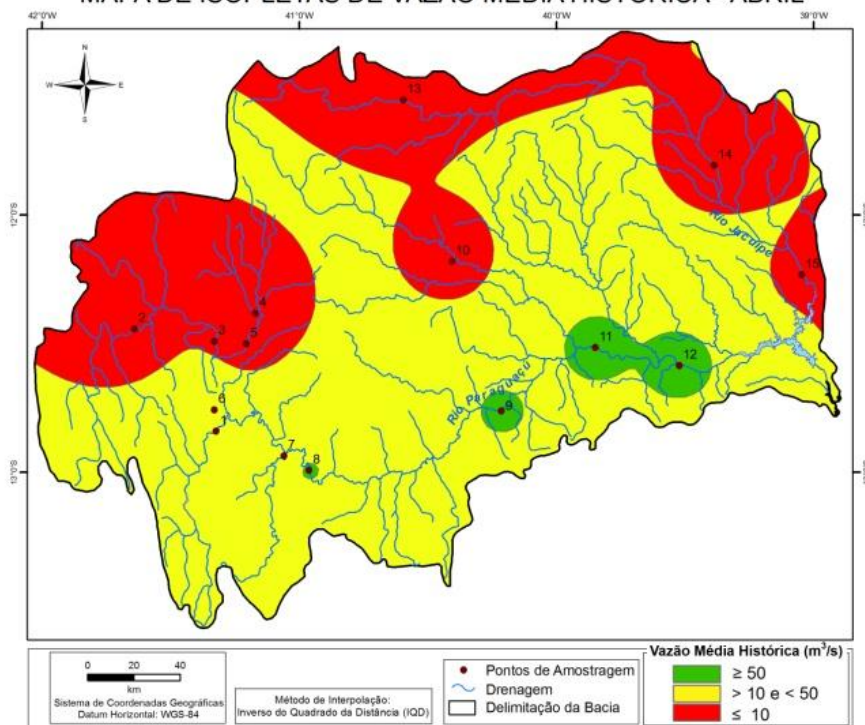 MAPA DE ISOPLETAS DE VAZÃO MÉDIA HISTÓRICA - ABRIL
42°0'W 41°0'W 40°0'W 39°0'W
N
W E
S
13
14
12°0'S
Rio Jacuípe
10
15
4
2
3
5
11
12
6
9
Rio Paraguaçu
1
7
8
13°0'S
0 20 40
km
Sistema de Coordenadas Geográficas
Datum Horizontal: WGS-84
Método de Interpolação:
Inverso do Quadrado da Distância (IQD)
Pontos de Amostragem
Drenagem
Delimitação da Bacia
Vazão Média Histórica (m³/s)
≥ 50
> 10 e < 50
≤ 10